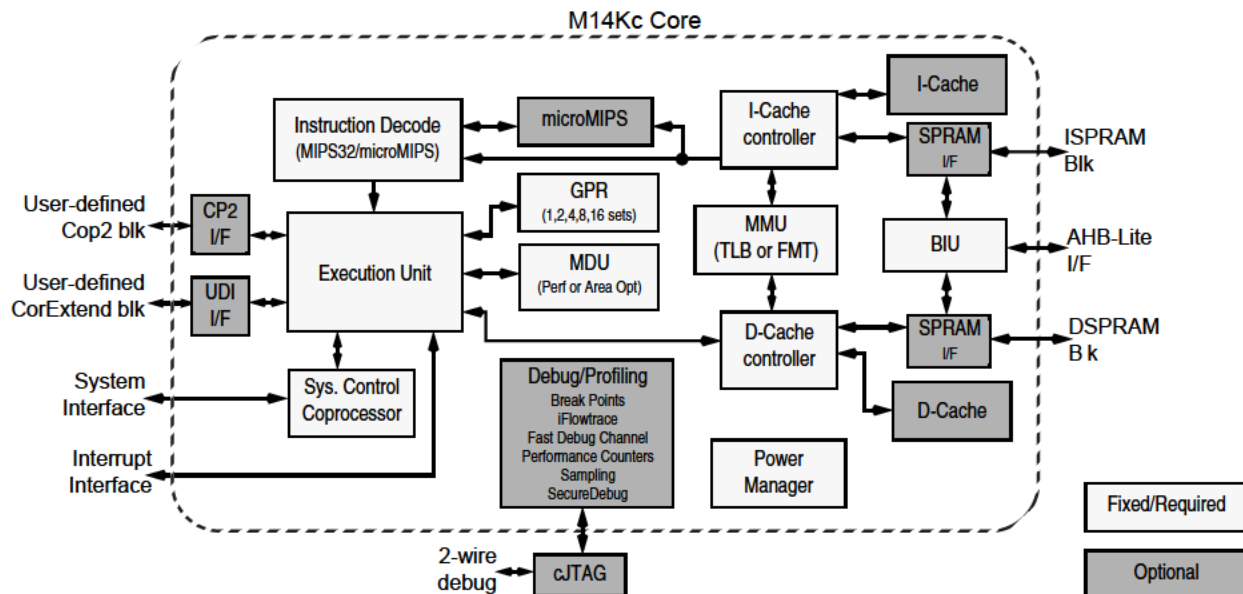 M14Kc Core
I-Cache
Instruction Decode
(MIPS32/microMIPS)
microMIPS
I-Cache
controller
SPRAM
I/F
ISPRAM
Blk
GPR
(1,2,4,8,16 sets)
User-defined
Cop2 blk
CP2
I/F
Execution Unit
MMU
(TLB or FMT)
BIU
AHB-Lite
I/F
MDU
(Perf or Area Opt)
User-defined
CorExtend blk
UDI
I/F
D-Cache
controller
SPRAM
I/F
DSPRAM
B k
System
Interface
Sys. Control
Coprocessor
Debug/Profiling
Break Points
iFlowtrace
Fast Debug Channel
Performance Counters
Sampling
SecureDebug
D-Cache
Interrupt
Interface
Power
Manager
Fixed/Required
2-wire
debug
cJTAG
Optional